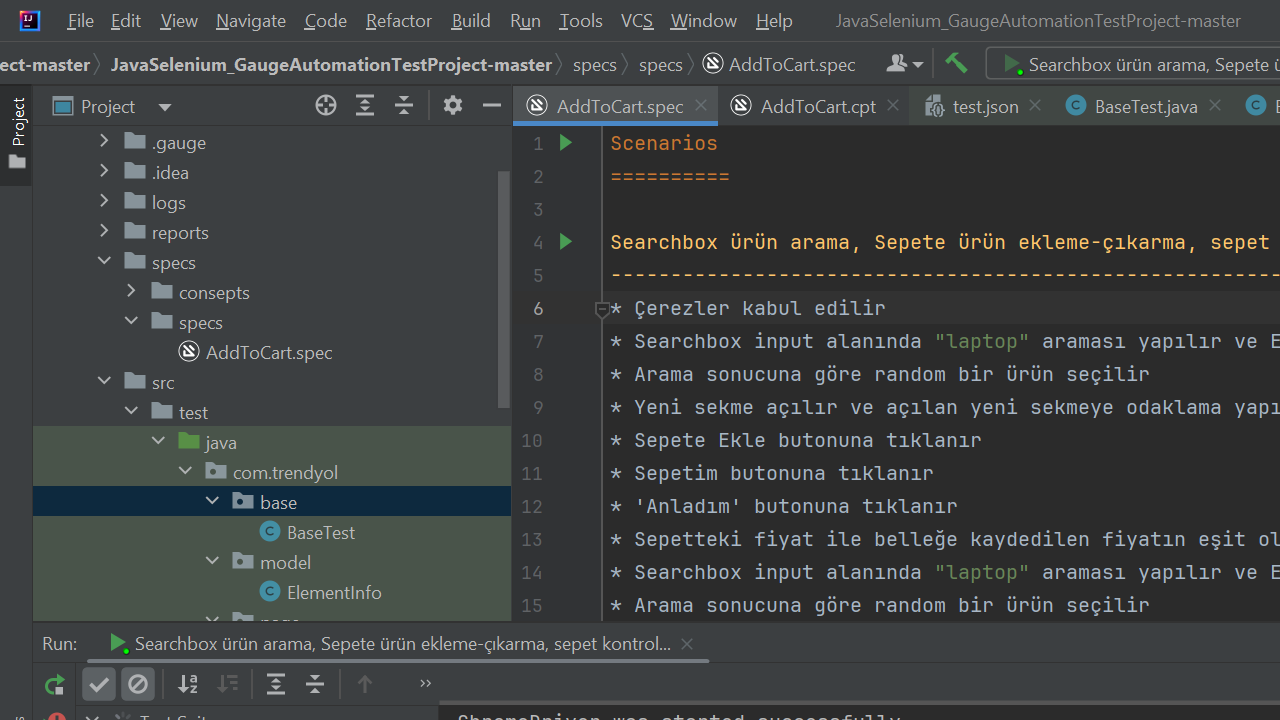 File Edit View Navigate Code Refactor Build Run Tools VCS Window Help JavaSelenium_GaugeAutomationTestProject-master
ect-master JavaSelenium_GaugeAutomationTestProject-master specs specs AddToCart.spec Searchbox ürün arama, Sepete ü
Project
Project
AddToCart.spec AddToCart.cpt test.json BaseTest.java
.gauge
.idea
logs
reports
specs
consepts
specs
AddToCart.spec
src
test
java
com.trendyol
base
BaseTest
model
ElementInfo
1 Scenarios
2 ==========
3
4 Searchbox ürün arama, Sepete ürün ekleme-çıkarma, sepet
5 --------------------------------------------------------
6 * Çerezler kabul edilir
7 * Searchbox input alanında "laptop" araması yapılır ve E
8 * Arama sonucuna göre random bir ürün seçilir
9 * Yeni sekme açılır ve açılan yeni sekmeye odaklama yapı
10 * Sepete Ekle butonuna tıklanır
11 * Sepetim butonuna tıklanır
12 * 'Anladım' butonuna tıklanır
13 * Sepetteki fiyat ile belleğe kaydedilen fiyatın eşit ol
14 * Searchbox input alanında "laptop" araması yapılır ve E
15 * Arama sonucuna göre random bir ürün seçilir
Run: Searchbox ürün arama, Sepete ürün ekleme-çıkarma, sepet kontrol...
ChromeDriver was started successfully